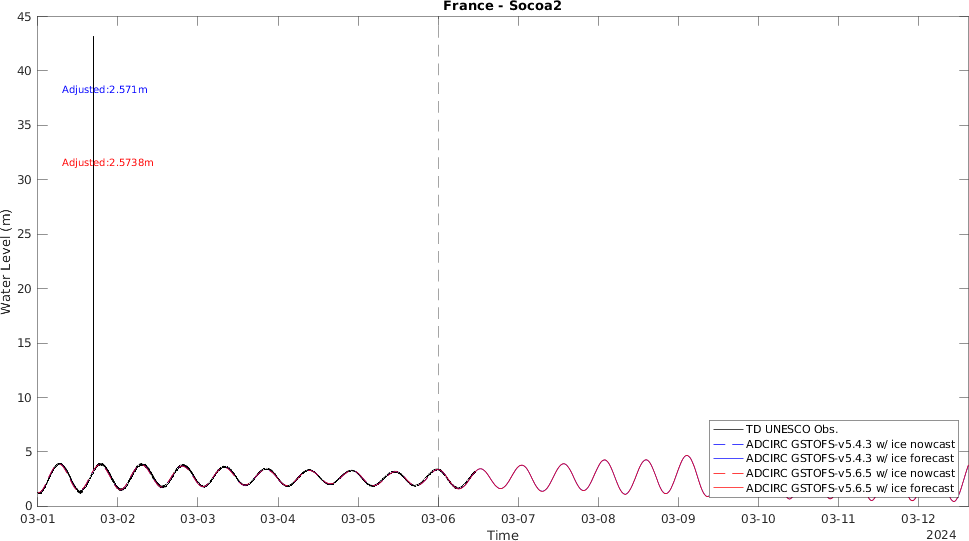 France - Socoa2
45
40
35
30
25
20
15
10
5
0
Water Level (m)
Adjusted:2.571m
Adjusted:2.5738m
TD UNESCO Obs.
ADCIRC GSTOFS-v5.4.3 w/ ice nowcast
ADCIRC GSTOFS-v5.4.3 w/ ice forecast
ADCIRC GSTOFS-v5.6.5 w/ ice nowcast
ADCIRC GSTOFS-v5.6.5 w/ ice forecast
03-01 03-02 03-03 03-04 03-05 03-06 03-07 03-08 03-09 03-10 03-11 03-12
Time
2024